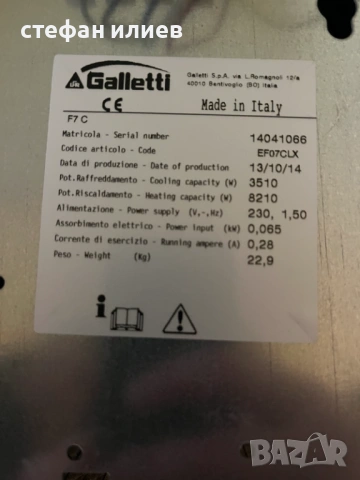 стефан илиев
Galletti
Galletti S.p.A. via L.Romagnoli 12/a
40010 Bentivoglio (BO) Italia
CE Made in Italy
F7 C
Matricola - Serial number 14041066
Codice articolo - Code EF07CLX
Data di produzione - Date of production 13/10/14
Pot.Raffreddamento - Cooling capacity (W) 3510
Pot.Riscaldamento - Heating capacity (W) 8210
Alimentazione - Power supply (V,-,Hz) 230, 1,50
Assorbimento elettrico - Power input (kW) 0,065
Corrente di esercizio - Running ampere (A) 0,28
Peso - Weight (Kg) 22,9
BAZAR